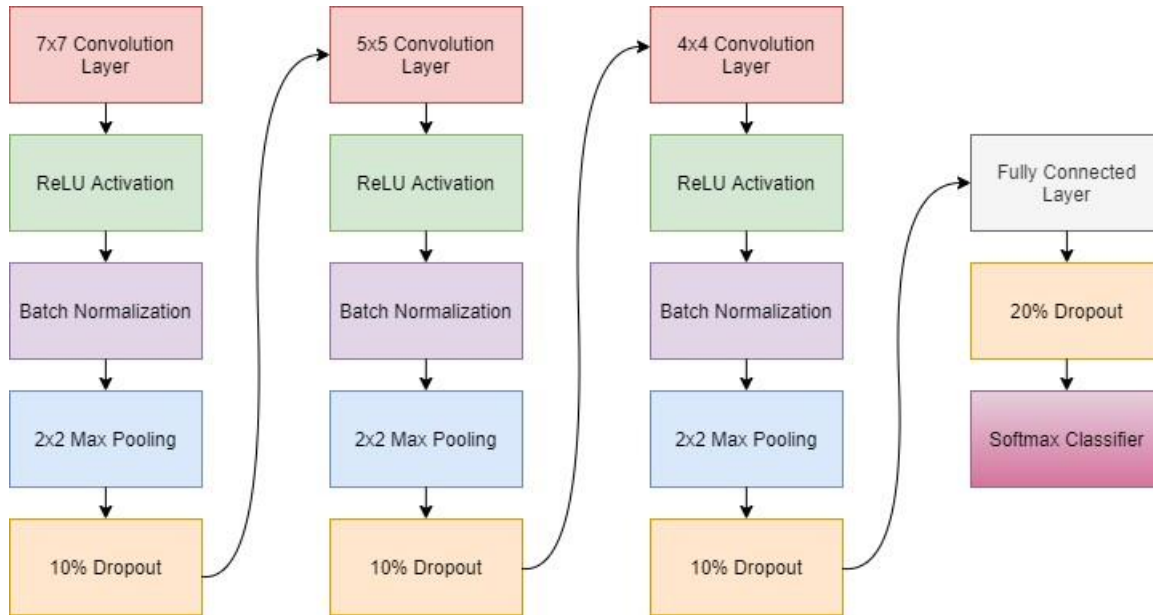 7x7 Convolution
Layer
ReLU Activation
Batch Normalization
2x2 Max Pooling
10% Dropout
5x5 Convolution
Layer
ReLU Activation
Batch Normalization
2x2 Max Pooling
10% Dropout
4x4 Convolution
Layer
ReLU Activation
Batch Normalization
2x2 Max Pooling
10% Dropout
Fully Connected
Layer
20% Dropout
Softmax Classifier